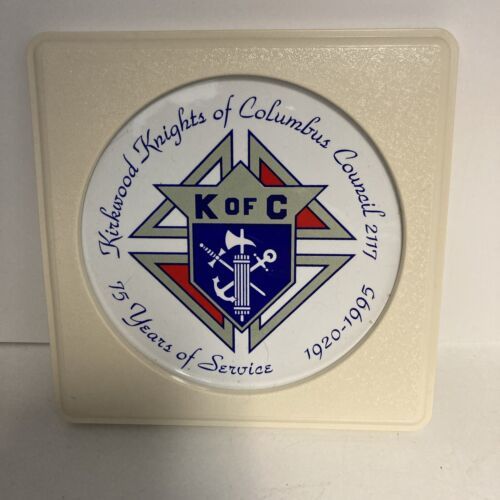 Kirkwood Knights of Columbus Council 2117
K OF C
75 Years of Service
1920-1995